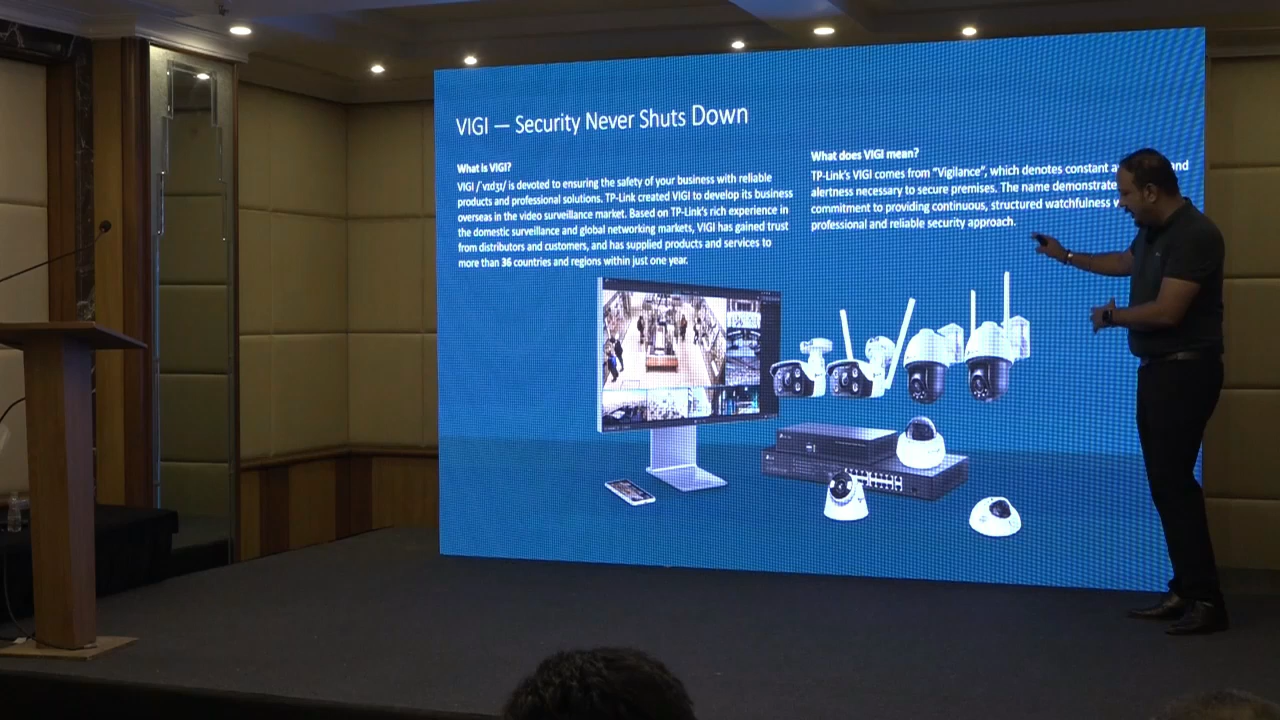 VIGI — Security Never Shuts Down
What is VIGI?
VIGI /ˈvɪdʒɪ/ is devoted to ensuring the safety of your business with reliable
products and professional solutions. TP-Link created VIGI to develop its business
overseas in the video surveillance market. Based on TP-Link's rich experience in
the domestic surveillance and global networking markets, VIGI has gained trust
from distributors and customers, and has supplied products and services to
more than 36 countries and regions within just one year.
What does VIGI mean?
TP-Link's VIGI comes from "Vigilance", which denotes constant and
alertness necessary to secure premises. The name
commitment to providing continuous, structured watchfulness
professional and reliable security approach.